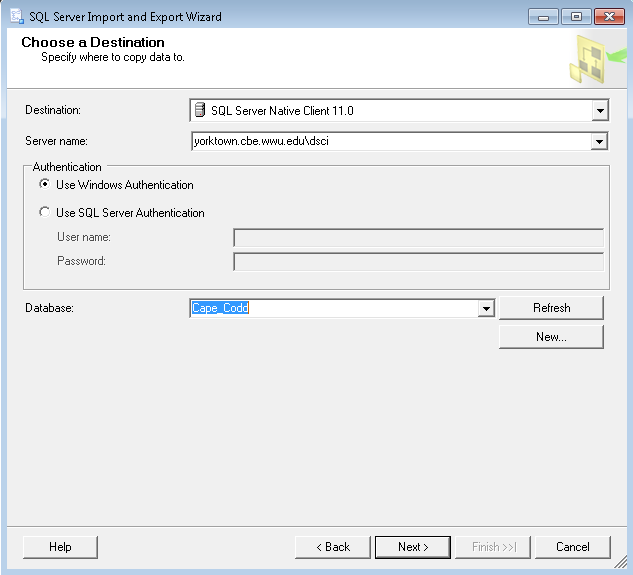 SQL Server Import and Export Wizard
Choose a Destination
Specify where to copy data to.
Destination: SQL Server Native Client 11.0
Server name: yorktown.cbe.wwu.edu\dsci
Authentication
Use Windows Authentication
Use SQL Server Authentication
User name:
Password:
Database: Cape_Codd Refresh
New...
Help < Back Next > Finish >>| Cancel